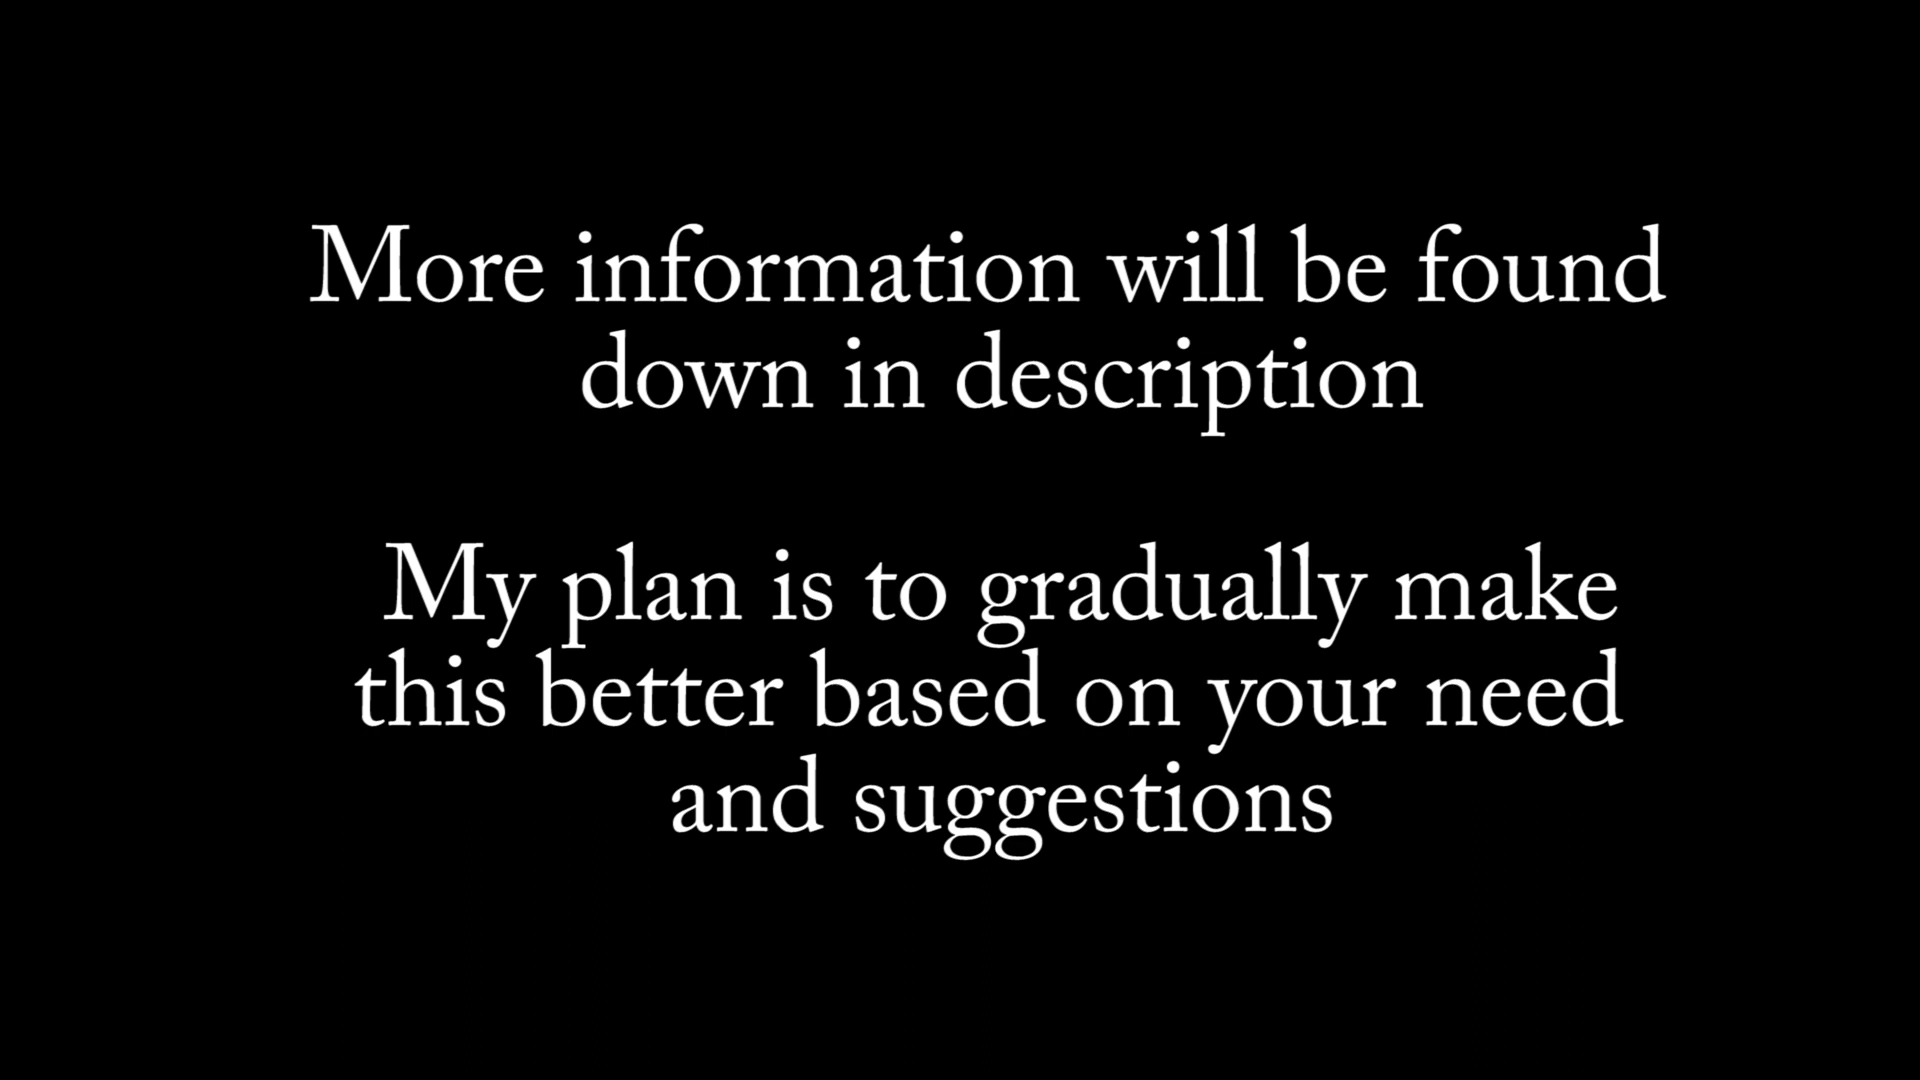 More information will be found
down in description
My plan is to gradually make
this better based on your need
and suggestions